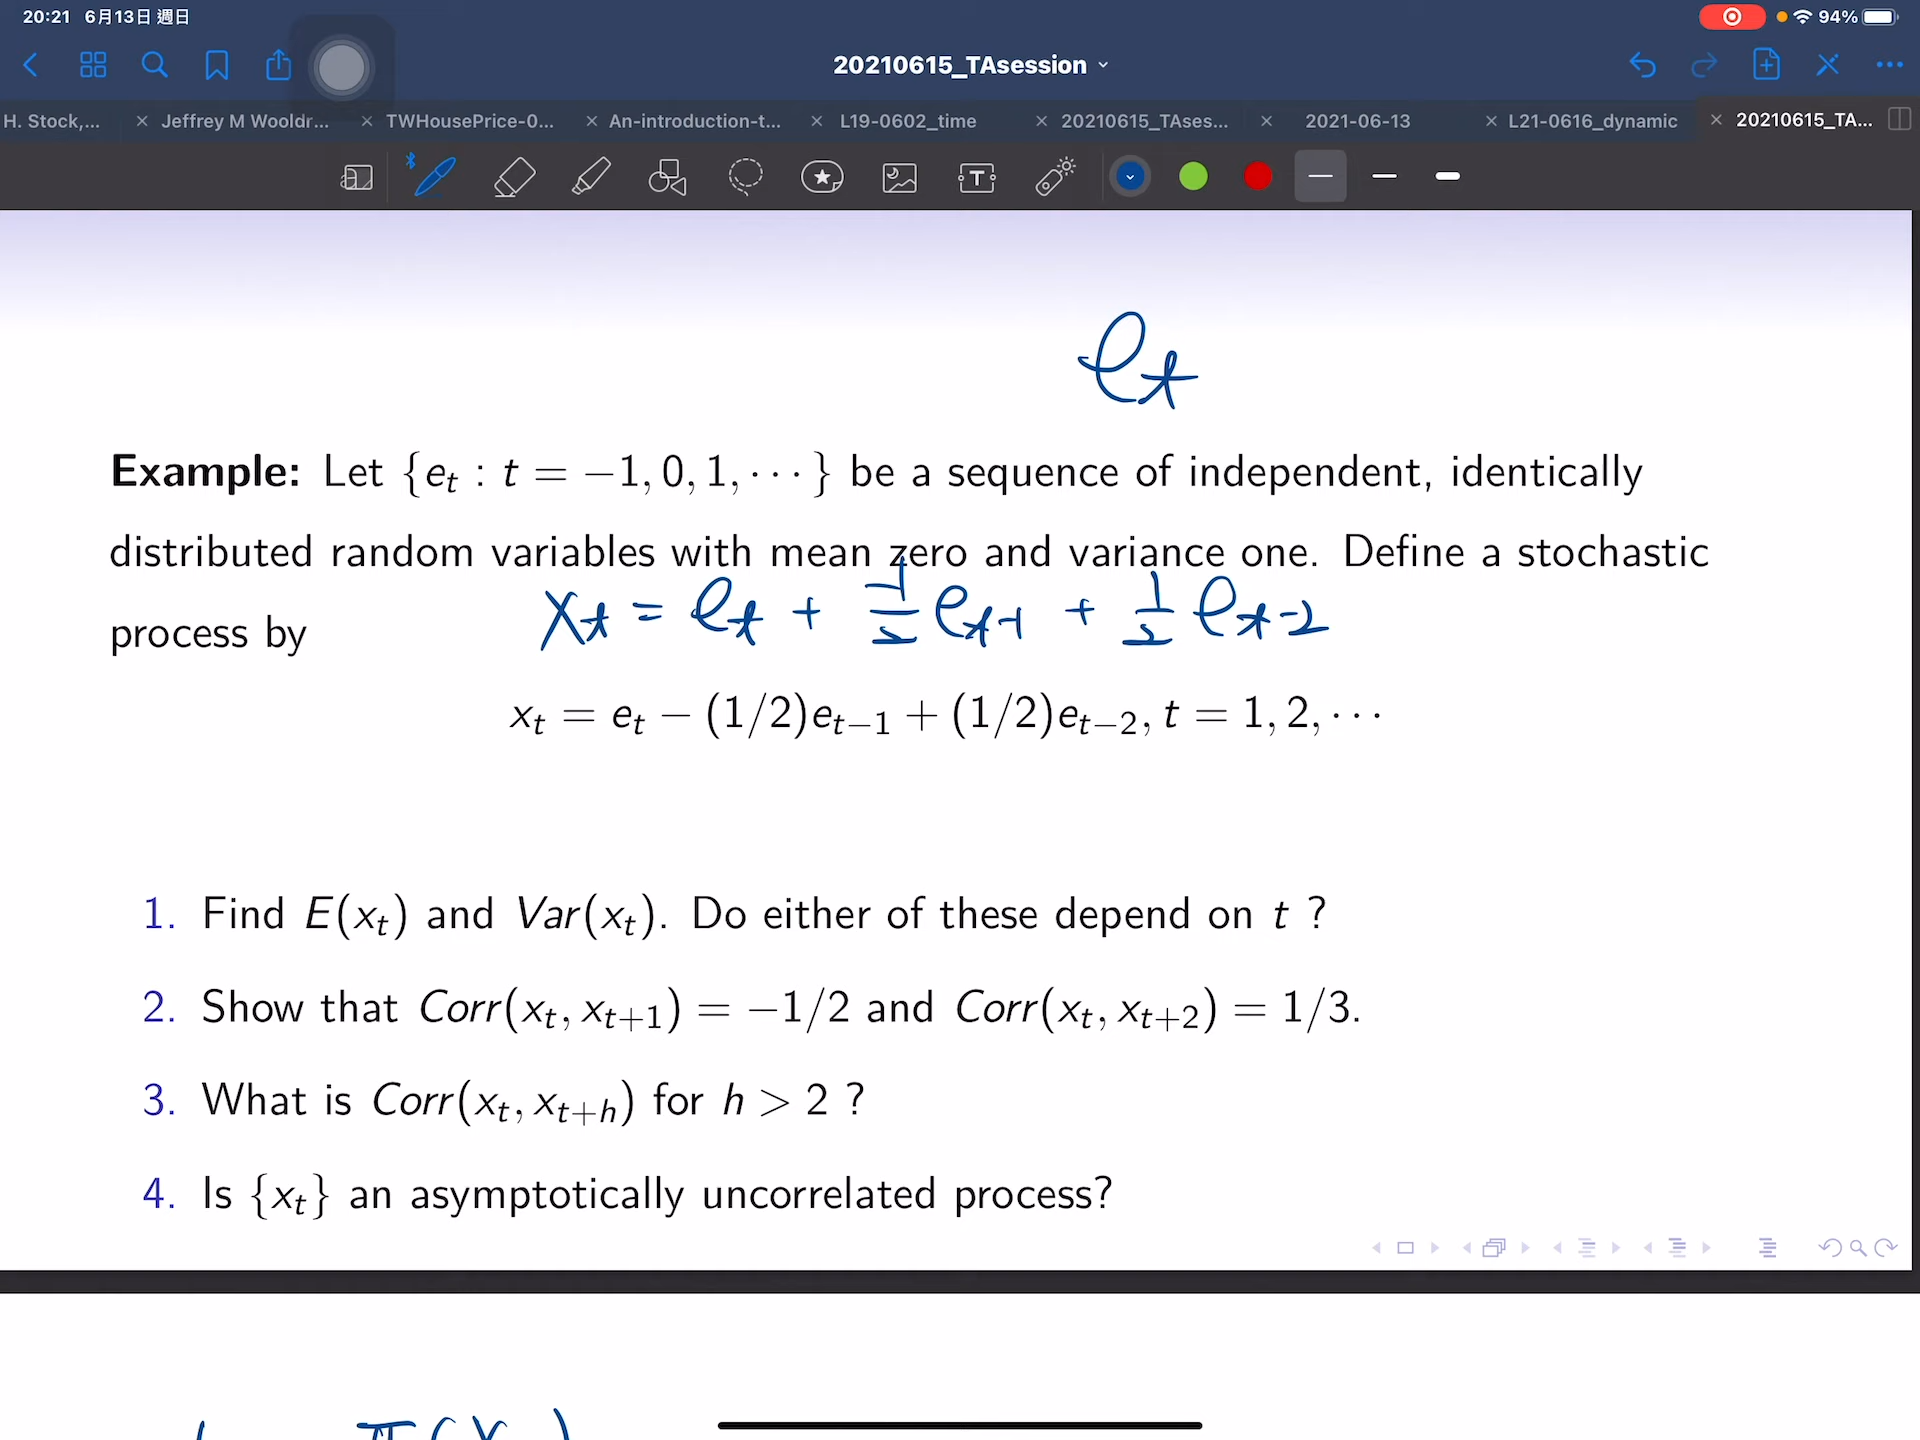 20:21 6月13日 週日
94%
20210615_TAsession
H. Stock,... × Jeffrey M Wooldr... × TWHousePrice-0... × An-introduction-t... × L19-0602_time × 20210615_TAses... × 2021-06-13 × L21-0616_dynamic × 20210615_TA...
e_t
Example: Let {e_t : t = −1, 0, 1, ⋯} be a sequence of independent, identically
distributed random variables with mean zero and variance one. Define a stochastic
x_t = e_t + −1/2 e_{t-1} + 1/2 e_{t-2}
process by
x_t = e_t − (1/2)e_{t−1} + (1/2)e_{t−2}, t = 1, 2, ⋯
1. Find E(x_t) and Var(x_t). Do either of these depend on t ?
2. Show that Corr(x_t, x_{t+1}) = −1/2 and Corr(x_t, x_{t+2}) = 1/3.
3. What is Corr(x_t, x_{t+h}) for h > 2 ?
4. Is {x_t} an asymptotically uncorrelated process?